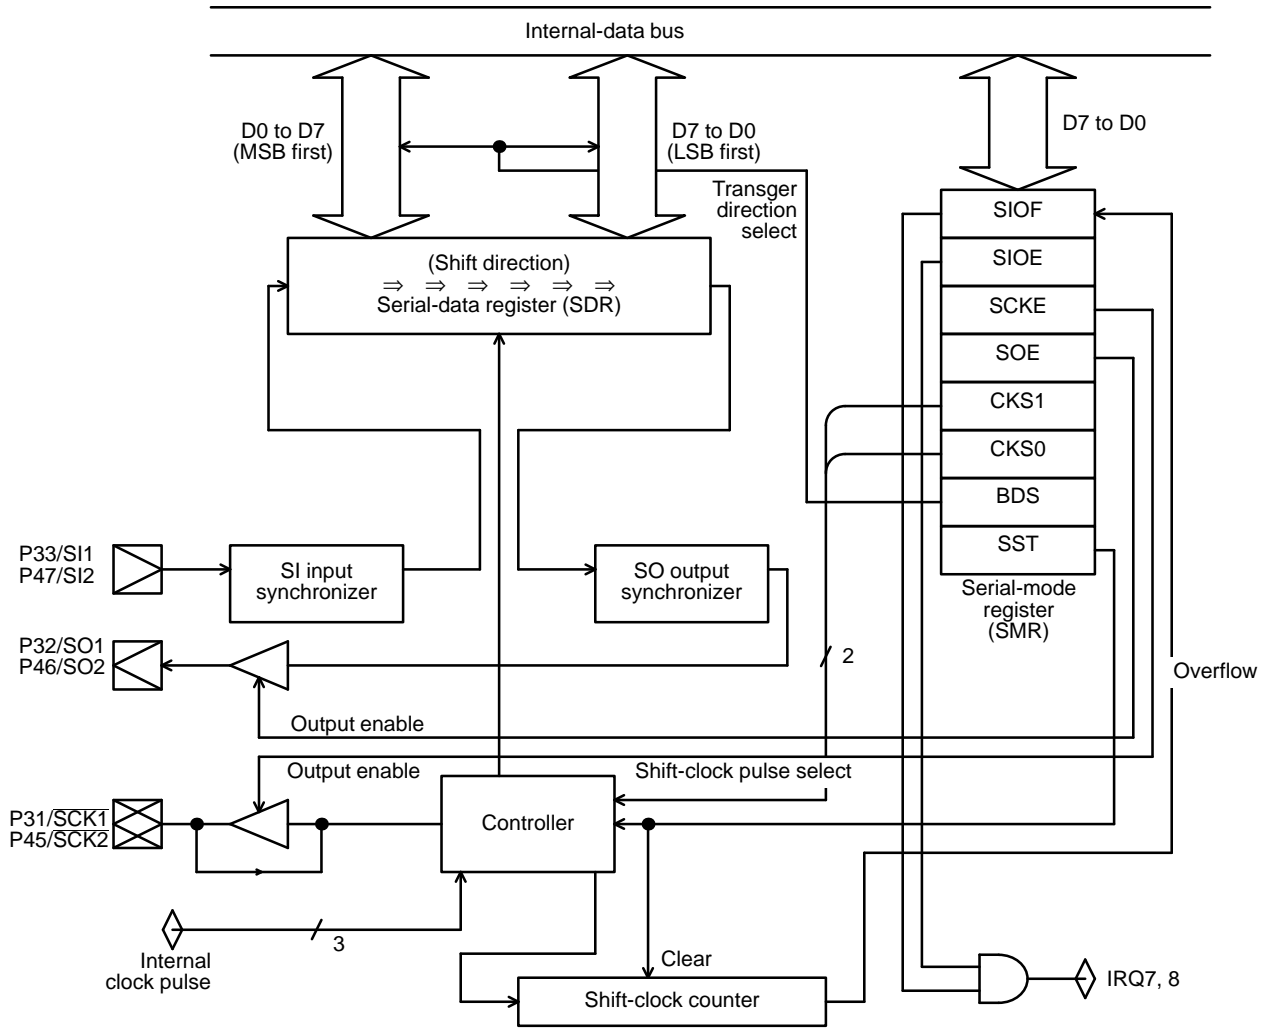 Internal-data bus
D0 to D7
(MSB first)
D7 to D0
(LSB first)
D7 to D0
Transger
direction
select
(Shift direction)
⇒ ⇒ ⇒ ⇒ ⇒ ⇒
Serial-data register (SDR)
SIOF
SIOE
SCKE
SOE
CKS1
CKS0
BDS
SST
Serial-mode
register
(SMR)
P33/SI1
P47/SI2
SI input
synchronizer
SO output
synchronizer
P32/SO1
P46/SO2
2
Overflow
Output enable
Output enable
Shift-clock pulse select
P31/SCK1
P45/SCK2
Controller
3
Internal
clock pulse
Clear
Shift-clock counter
IRQ7, 8